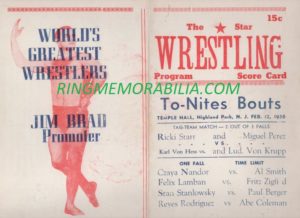 WORLD'S
GREATEST
WRESTLERS
JIM BRAD
Promoter
15c
The Star
WRESTLING
Program Score Card
RINGMEMORABILIA.COM
To-Nites Bouts
TEMPLE HALL, Highland Park, N. J. FEB. 12, 1958
TAG-TEAM MATCH — 2 OUT OF 3 FALLS
Ricki Starr and Miguel Perez
VS
Karl Von Hess vs. and Lud. Von Krupp
ONE FALL TIME LIMIT
Czaya Nandor vs. Al Smith
Felix Lamban vs. Fritz Zigli d
Stan Stanlowsky vs. Paul Berger
Reyes Rodriguez vs. Abe Coleman